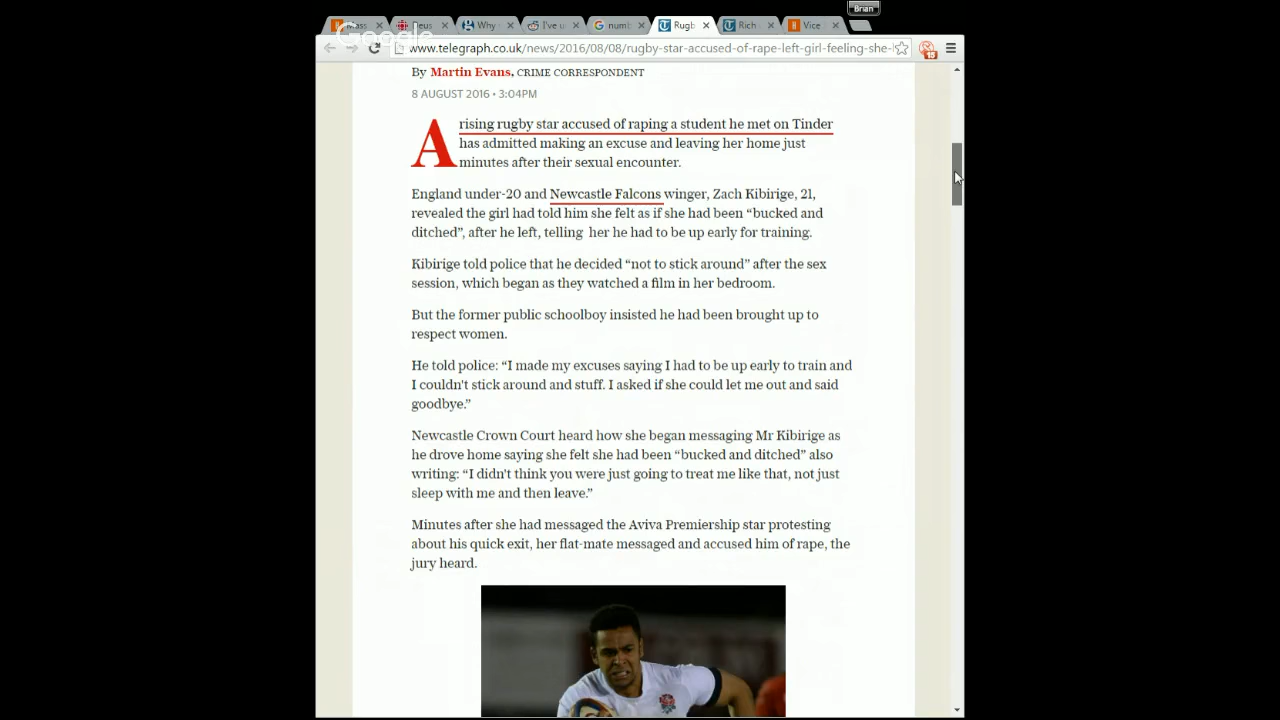 Brian
Mass
Deus
Why
I've u
numb
Rugb
Rich
Vice
Google
www.telegraph.co.uk/news/2016/08/08/rugby-star-accused-of-rape-left-girl-feeling-she-l
15
By Martin Evans, CRIME CORRESPONDENT
8 AUGUST 2016 • 3:04PM
A rising rugby star accused of raping a student he met on Tinder
has admitted making an excuse and leaving her home just
minutes after their sexual encounter.
England under-20 and Newcastle Falcons winger, Zach Kibirige, 21,
revealed the girl had told him she felt as if she had been “bucked and
ditched”, after he left, telling her he had to be up early for training.
Kibirige told police that he decided “not to stick around” after the sex
session, which began as they watched a film in her bedroom.
But the former public schoolboy insisted he had been brought up to
respect women.
He told police: “I made my excuses saying I had to be up early to train and
I couldn't stick around and stuff. I asked if she could let me out and said
goodbye.”
Newcastle Crown Court heard how she began messaging Mr Kibirige as
he drove home saying she felt she had been “bucked and ditched” also
writing: “I didn't think you were just going to treat me like that, not just
sleep with me and then leave.”
Minutes after she had messaged the Aviva Premiership star protesting
about his quick exit, her flat-mate messaged and accused him of rape, the
jury heard.